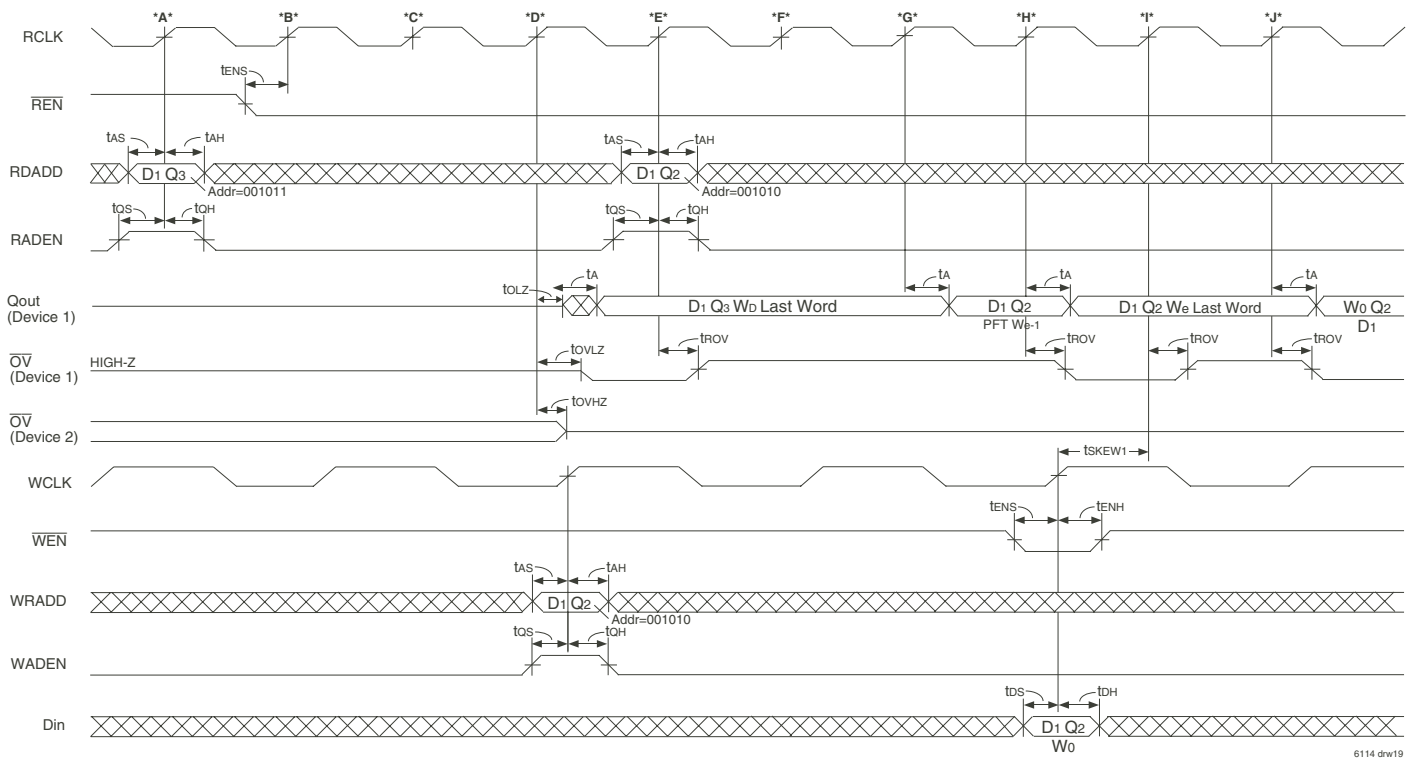 *A* *B* *C* *D* *E* *F* *G* *H* *I* *J*
RCLK
tENS
REN
tAS tAH tAS tAH
RDADD D1 Q3 D1 Q2
Addr=001011 Addr=001010
tQS tQH tQS tQH
RADEN
tOLZ tA tA tA tA
Qout
(Device 1)
D1 Q3 WD Last Word D1 Q2 D1 Q2 We Last Word W0 Q2
PFT We-1 D1
tOVLZ tROV tROV tROV tROV
OV
(Device 1)
HIGH-Z
tOVHZ
OV
(Device 2)
tSKEW1
WCLK
tENS tENH
WEN
tAS tAH
WRADD D1 Q2
Addr=001010
tQS tQH
WADEN
tDS tDH
Din D1 Q2
W0
6114 drw19